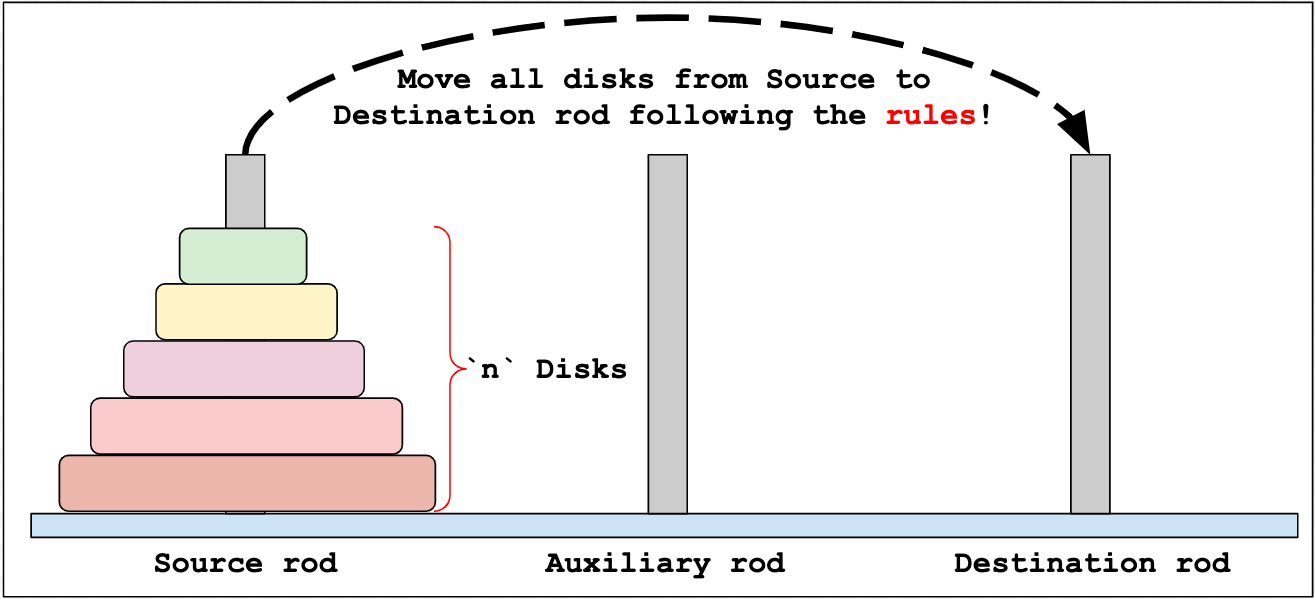 Move all disks from Source to
Destination rod following the rules!
`n` Disks
Source rod
Auxiliary rod
Destination rod